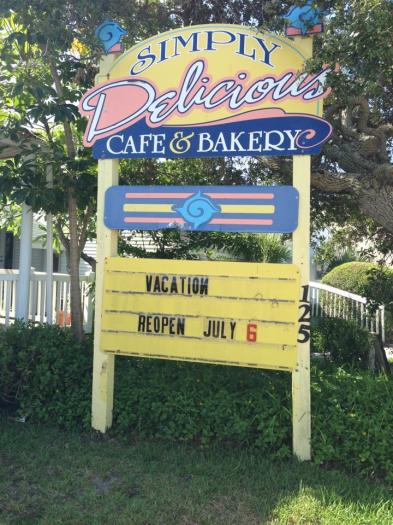 SIMPLY
Delicious
CAFE & BAKERY
VACATION
REOPEN JULY 6
125